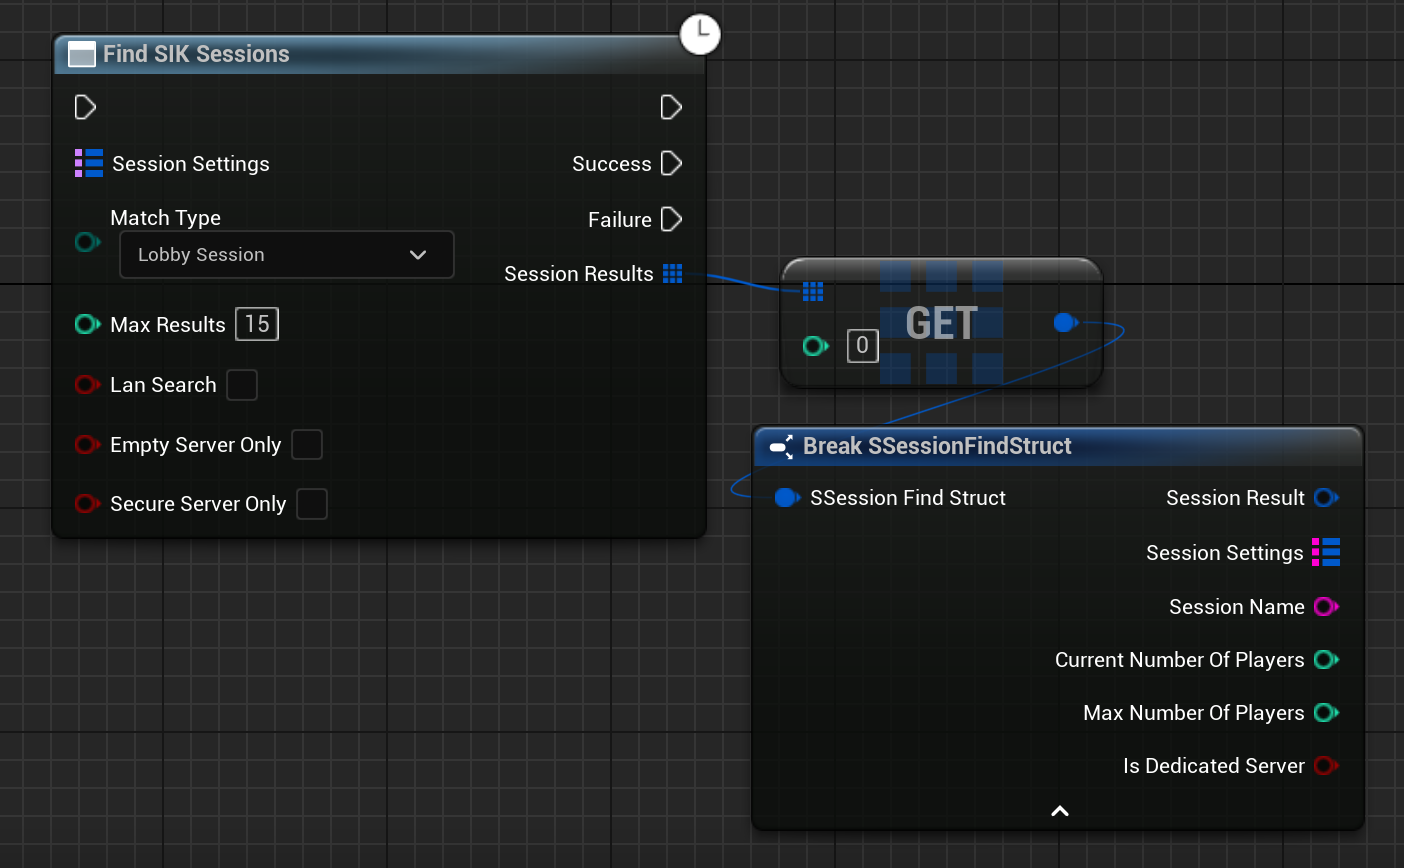 Find SIK Sessions
Session Settings
Success
Match Type
Failure
Lobby Session
Session Results
Max Results 15
Lan Search
Empty Server Only
Secure Server Only
GET
0
Break SSessionFindStruct
SSession Find Struct
Session Result
Session Settings
Session Name
Current Number Of Players
Max Number Of Players
Is Dedicated Server